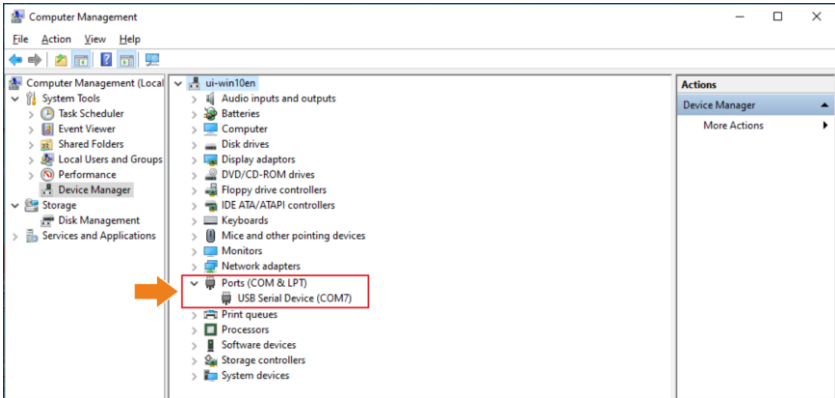 Computer Management
File Action View Help
Computer Management (Local
System Tools
Task Scheduler
Event Viewer
Shared Folders
Local Users and Groups
Performance
Device Manager
Storage
Disk Management
Services and Applications
ui-win10en
Audio inputs and outputs
Batteries
Computer
Disk drives
Display adaptors
DVD/CD-ROM drives
Floppy drive controllers
IDE ATA/ATAPI controllers
Keyboards
Mice and other pointing devices
Monitors
Network adapters
Ports (COM & LPT)
USB Serial Device (COM7)
Print queues
Processors
Software devices
Storage controllers
System devices
Actions
Device Manager
More Actions